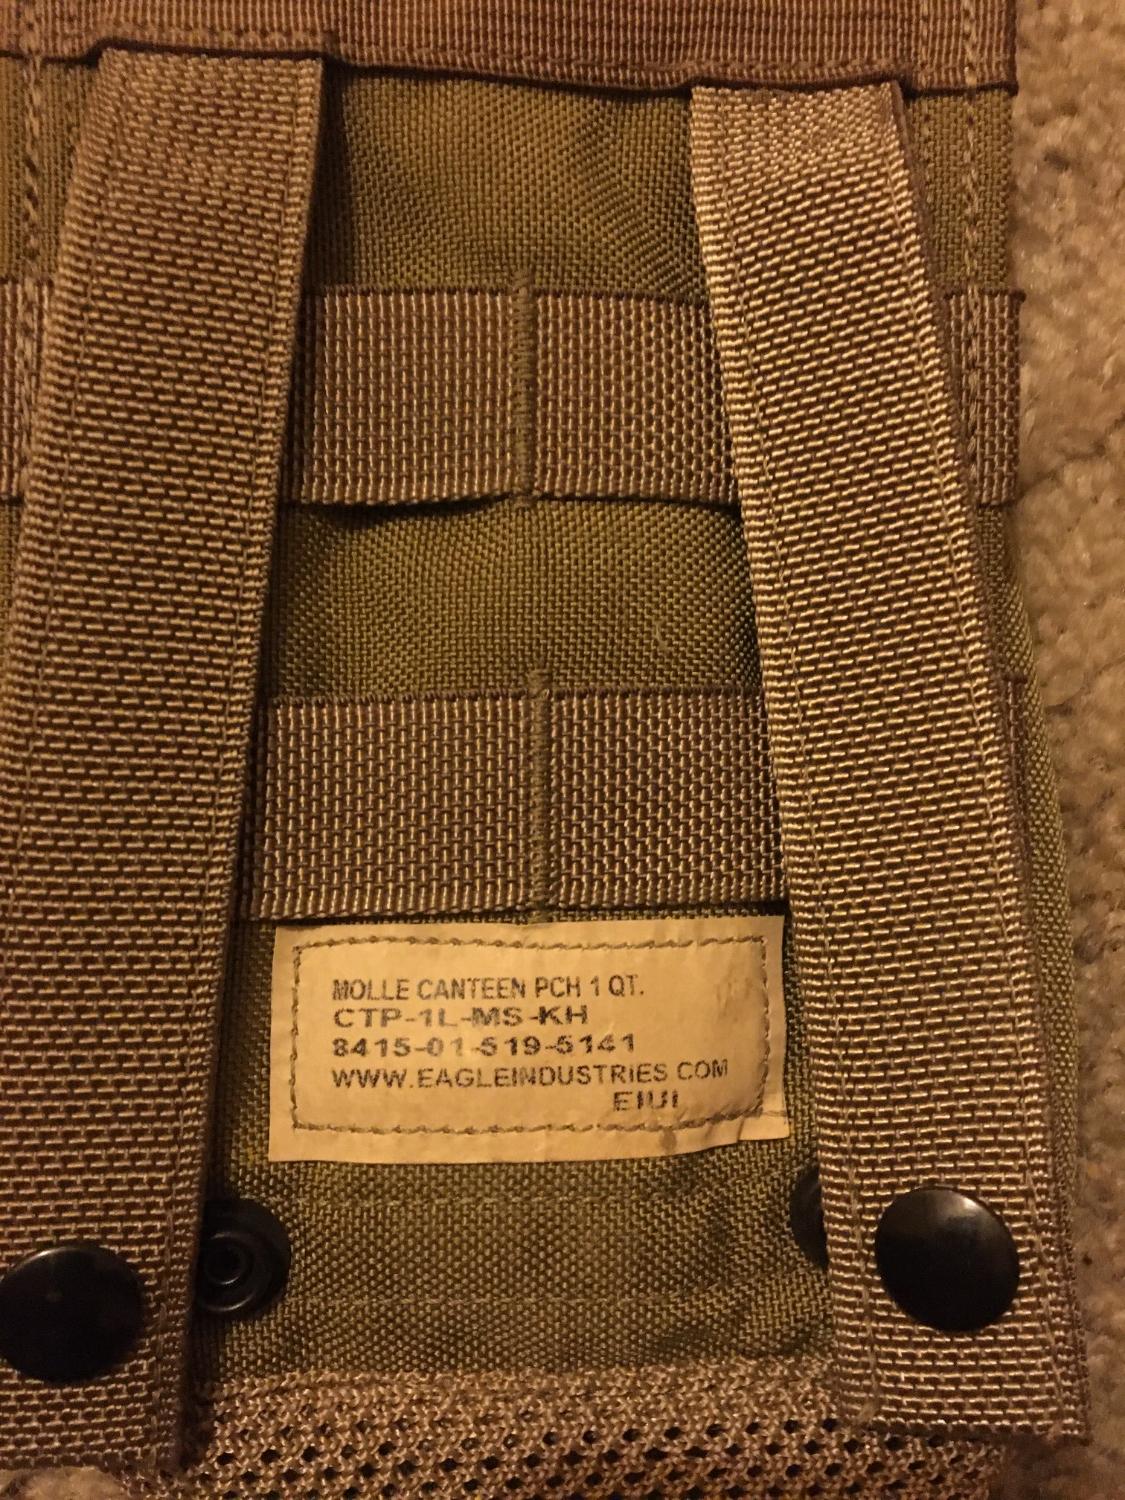 MOLLE CANTEEN PCH 1 QT.
CTP-1L-MS-KH
8415-01-519-5141
WWW.EAGLEINDUSTRIES.COM
EIUI